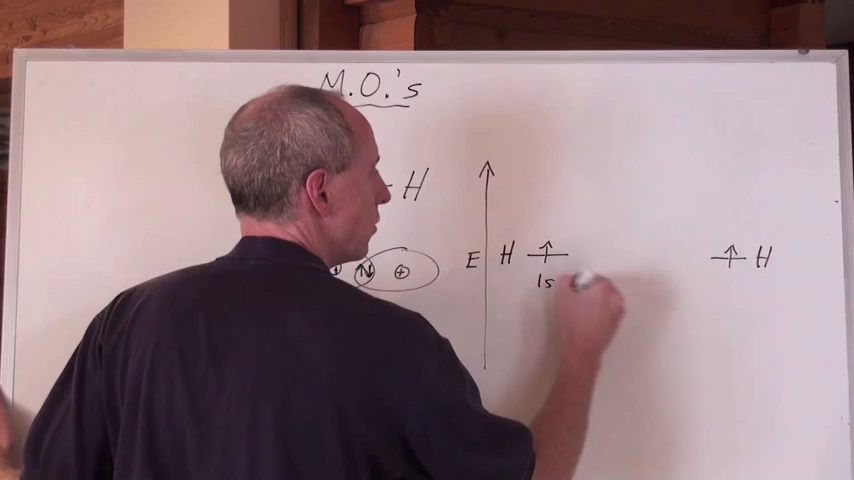 M.O.'s
- H
E H ↑ ↑ H
⊕ ↑↓ ⊕
1s